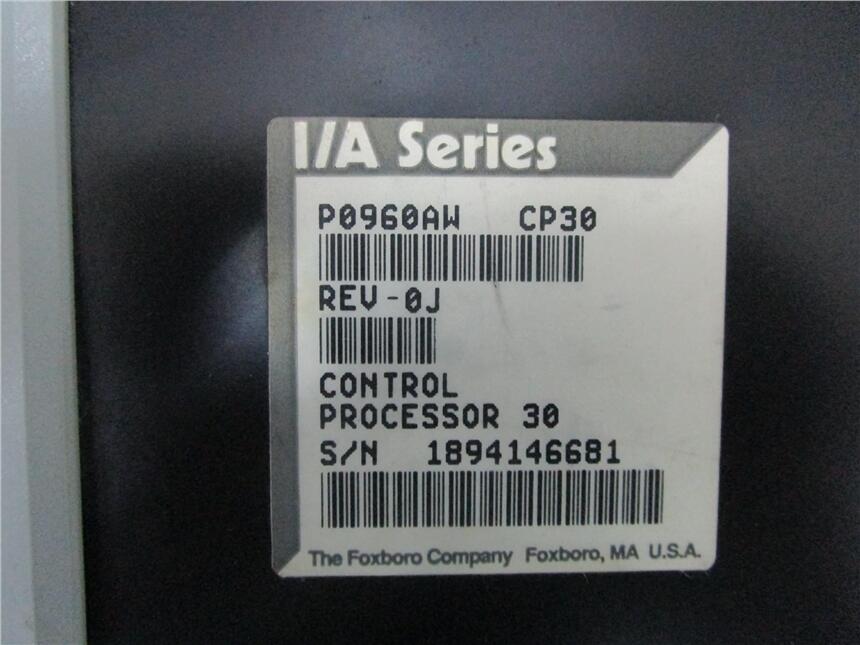 I/A Series
P0960AW CP30
REV-0J
CONTROL
PROCESSOR 30
S/N 1894146681
The Foxboro Company Foxboro, MA U.S.A.